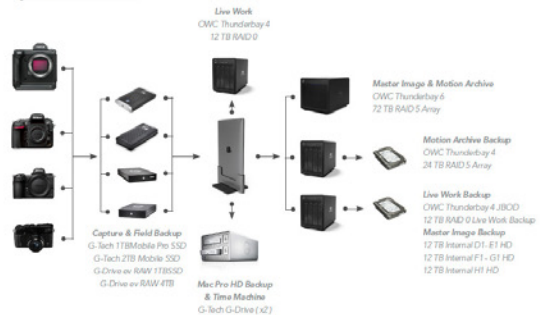 Live Work
OWC Thunderbay 4
12 TB RAID 0
Master Image & Motion Archive
OWC Thunderbay 6
72 TB RAID 5 Array
Motion Archive Backup
OWC Thunderbay 4
24 TB RAID 5 Array
Live Work Backup
OWC Thunderbay 4 JBOD
12 TB RAID 0 Live Work Backup
Master Image Backup
12 TB Internal D1- E1 HD
12 TB Internal F1 - G1 HD
12 TB Internal H1 HD
Capture & Field Backup
G-Tech 1TB Mobile Pro SSD
G-Tech 2TB Mobile SSD
G-Drive ev RAW 1TB SSD
G-Drive ev RAW 4TB
Mac Pro HD Backup
& Time Machine
G-Tech G-Drive ( x2 )